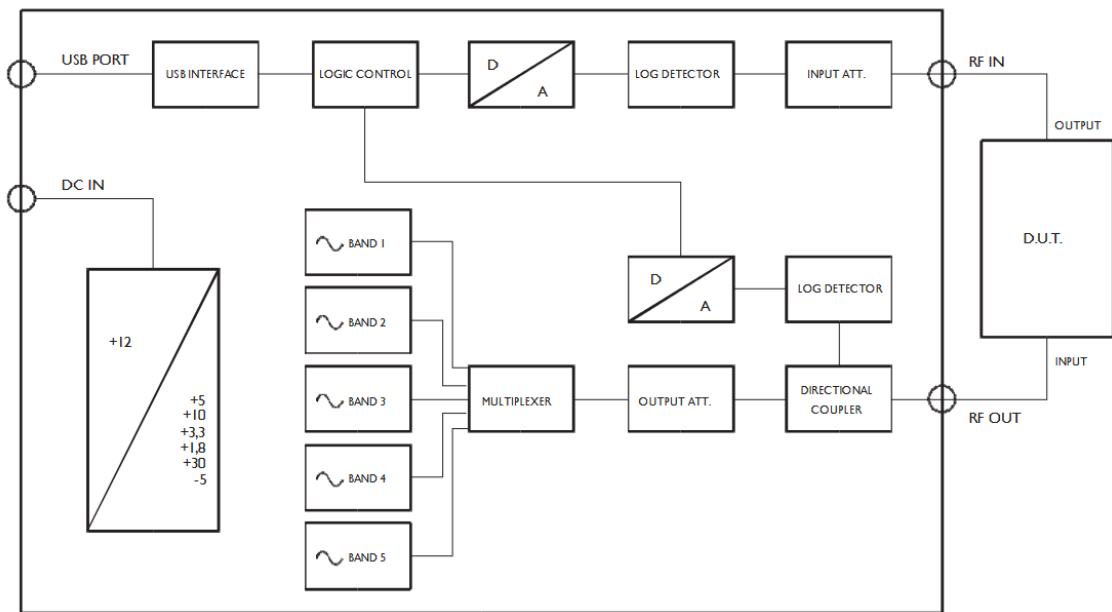 USB PORT
USB INTERFACE
LOGIC CONTROL
D
A
LOG DETECTOR
INPUT ATT.
RF IN
OUTPUT
DC IN
BAND 1
D.U.T.
D
A
LOG DETECTOR
+12
BAND 2
INPUT
BAND 3
MULTIPLEXER
OUTPUT ATT.
DIRECTIONAL
COUPLER
RF OUT
+5
+10
+3,3
+1,8
+30
-5
BAND 4
BAND 5